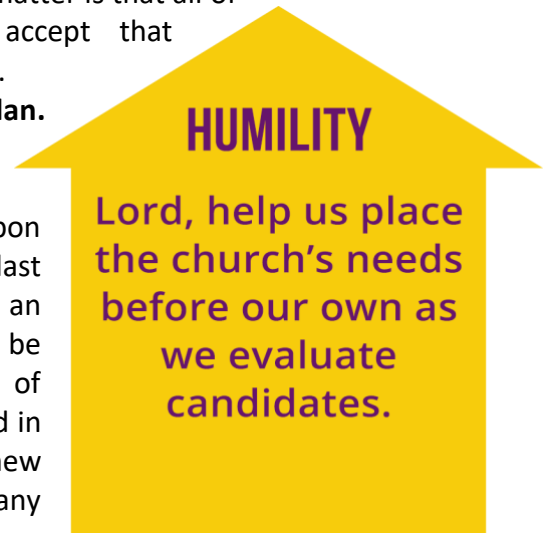 matter is that all of
accept that
.
lan.
HUMILITY
Lord, help us place
the church's needs
before our own as
we evaluate
candidates.
pon
last
an
be
of
d in
new
any